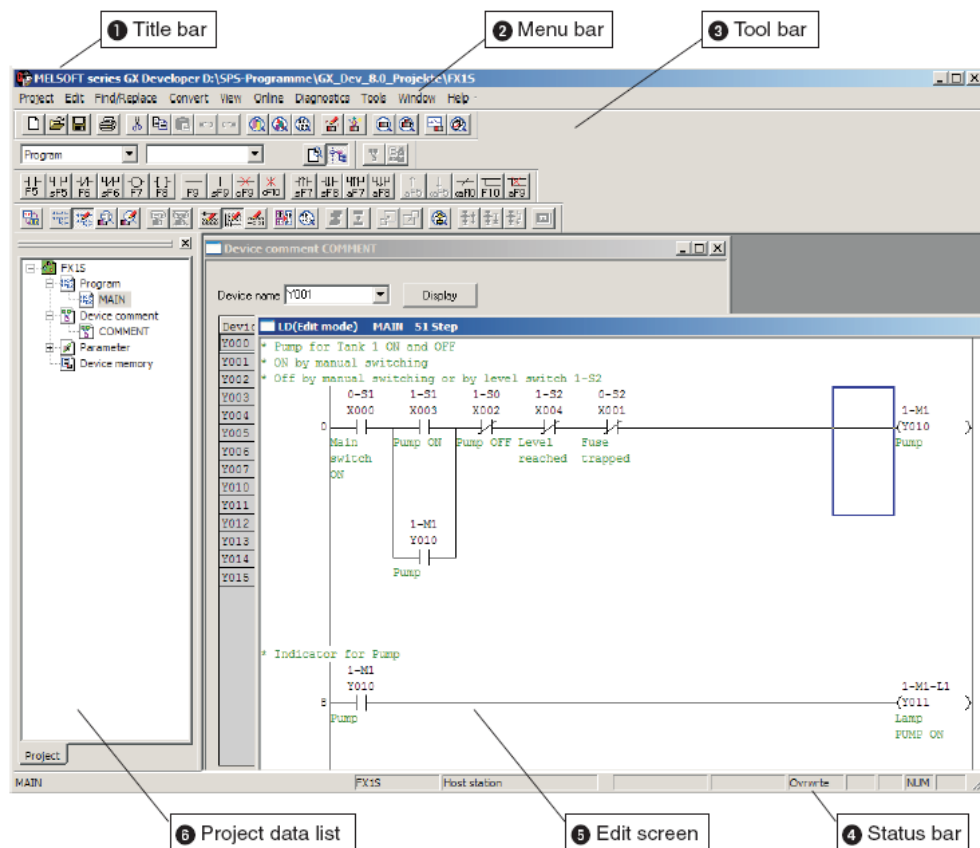 ❶ Title bar
❷ Menu bar
❸ Tool bar
MELSOFT series GX Developer D:\SPS-Programme\GX_Dev_8.0_Projekte\FX1S
Project Edit Find/Replace Convert View Online Diagnostics Tools Window Help
Program
F5 sF5 F6 sF6 F7 F8 F9 sF9 cF9 cF10 sF7 sF8 aF7 aF8 caF10 F10 aF9
FX1S
Program
MAIN
Device comment
COMMENT
Parameter
Device memory
Project
Device comment COMMENT
Device name Y001 Display
Devic
Y000
Y001
Y002
Y003
Y004
Y005
Y006
Y007
Y010
Y011
Y012
Y013
Y014
Y015
LD(Edit mode) MAIN 51 Step
* Pump for Tank 1 ON and OFF
* ON by manual switching
* Off by manual switching or by level switch 1-S2
0-S1 1-S1 1-S0 1-S2 0-S2
X000 X003 X002 X004 X001
1-M1
0 (Y010 )
Main switch ON
Pump ON
Pump OFF
Level reached
Fuse trapped
Pump
1-M1
Y010
Pump
* Indicator for Pump
1-M1
Y010
1-M1-L1
8 (Y011 )
Pump
Lamp
PUMP ON
MAIN FX1S Host station Ovrwrte NUM
❻ Project data list
❺ Edit screen
❹ Status bar